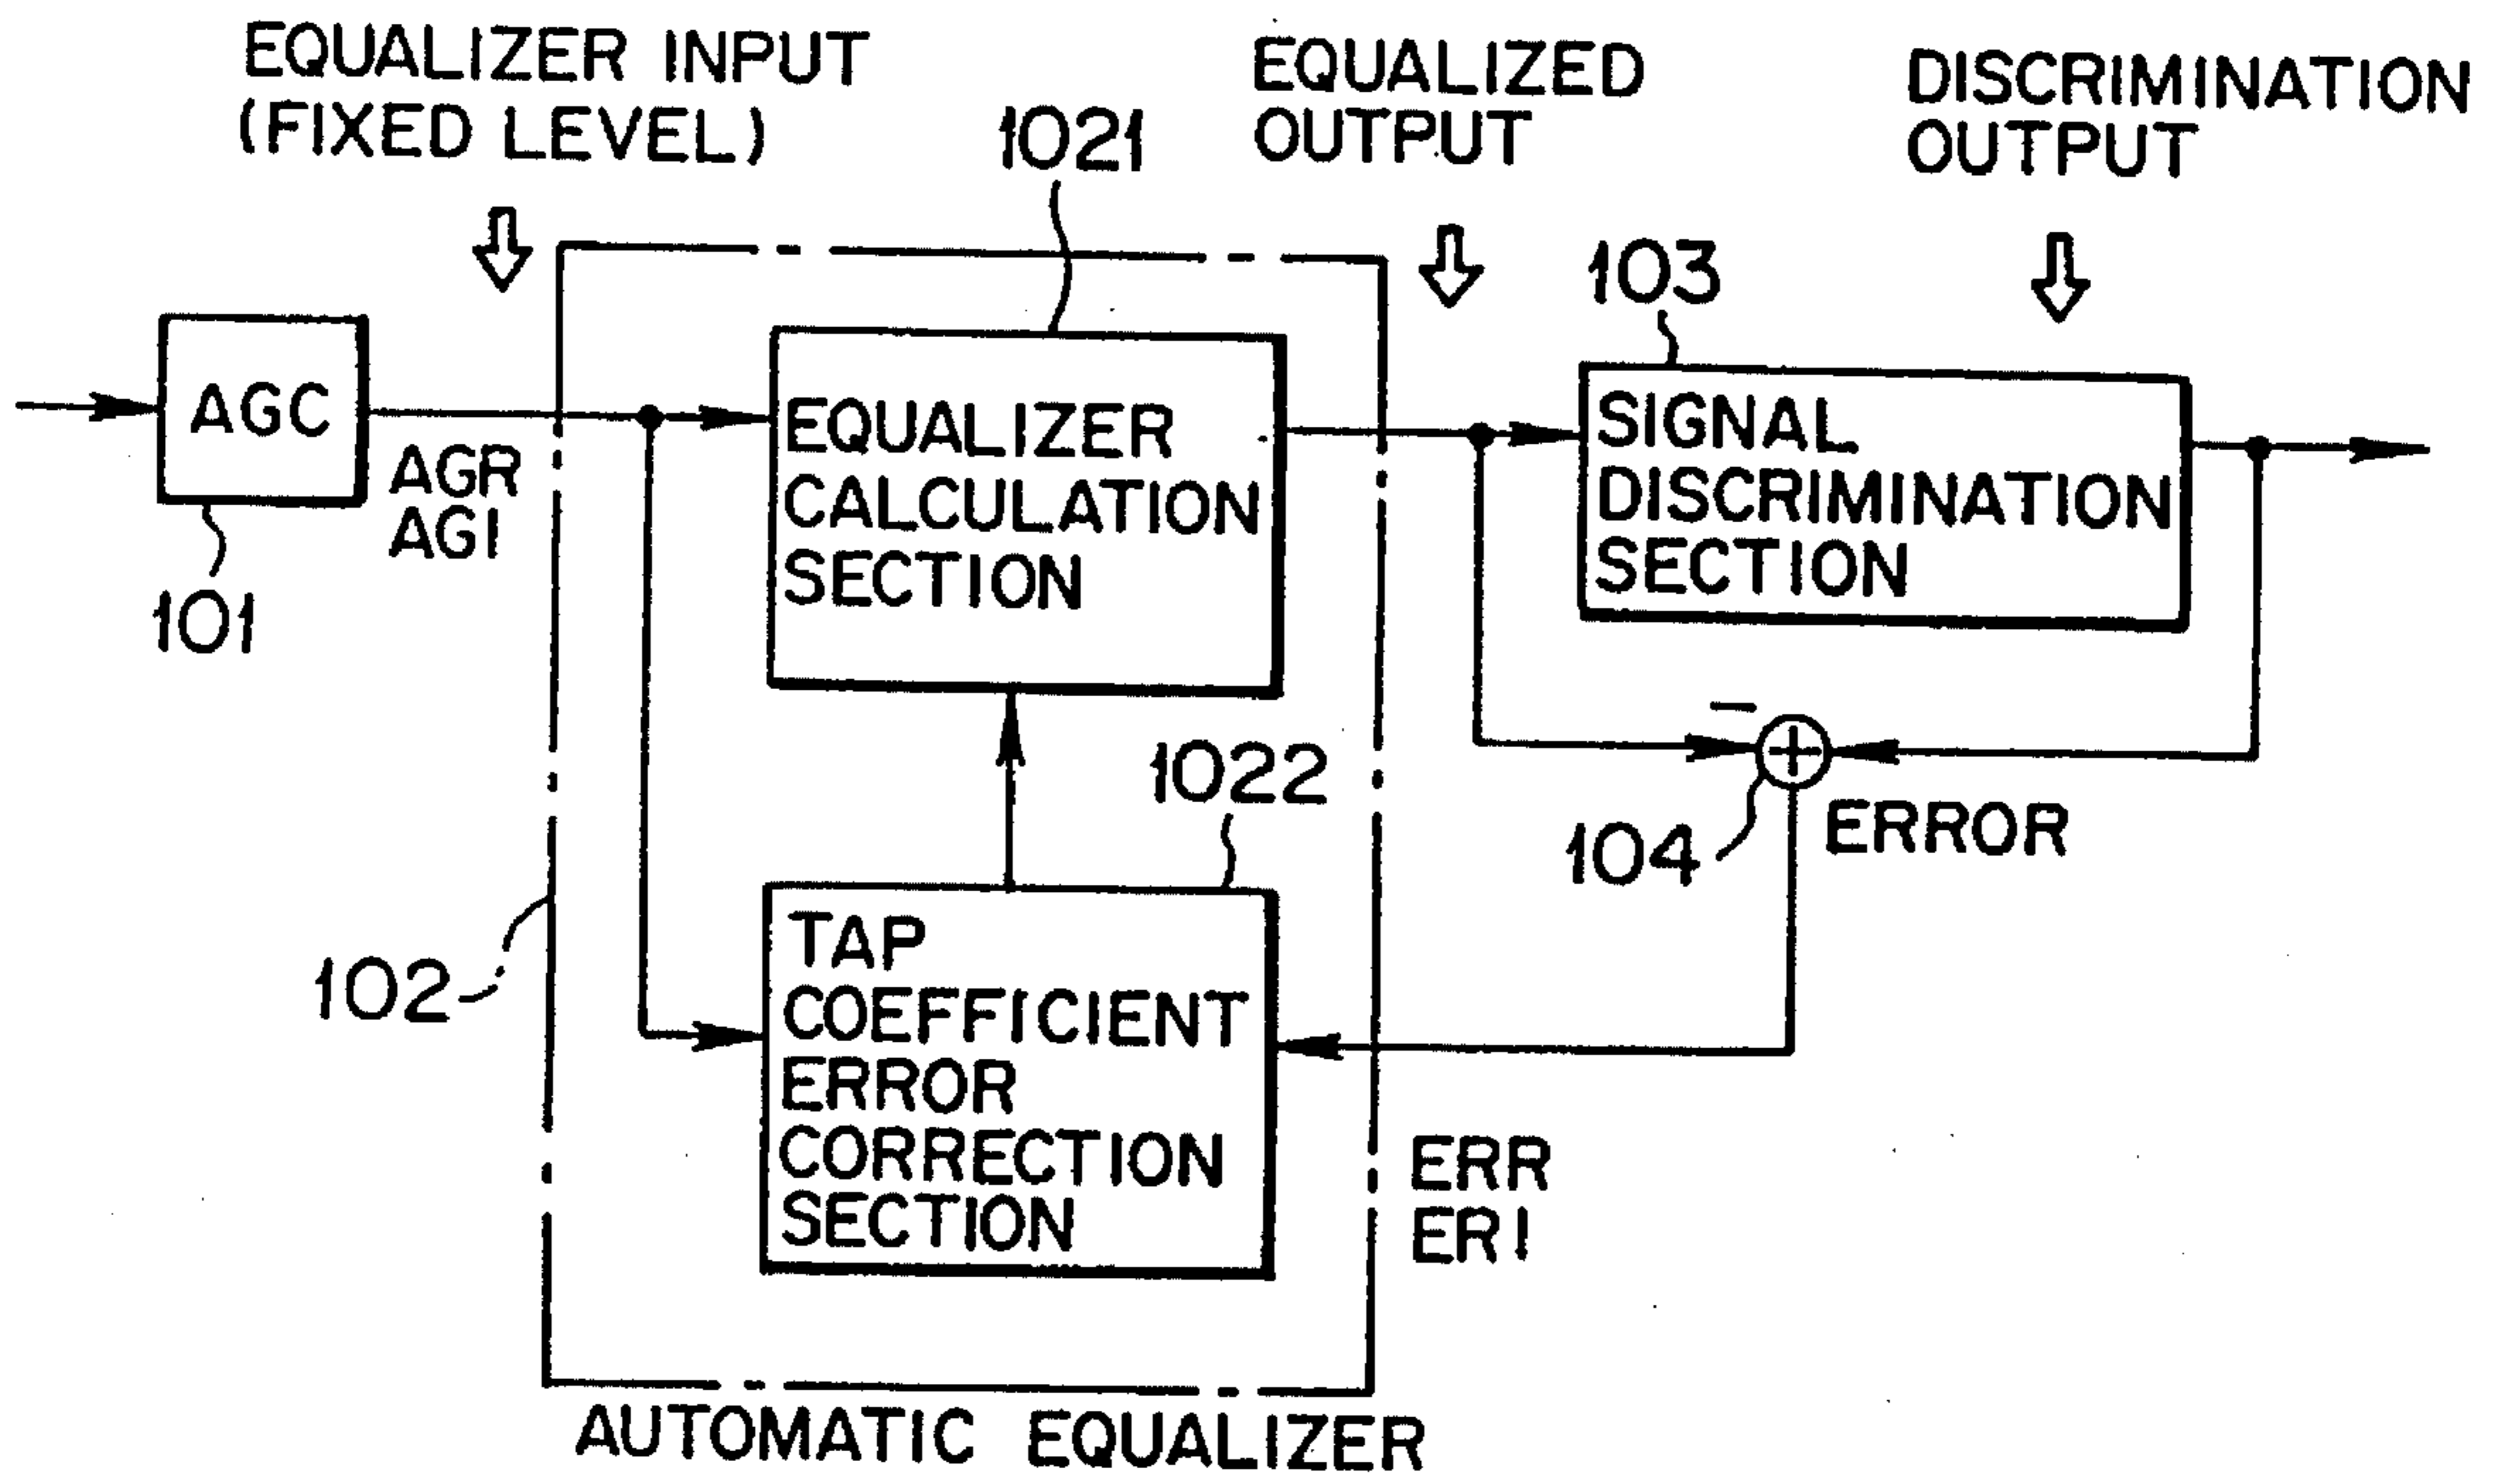 EQUALIZER INPUT
(FIXED LEVEL)
1021
EQUALIZED
OUTPUT
DISCRIMINATION
OUTPUT
103
AGC
AGR
AGI
101
EQUALIZER
CALCULATION
SECTION
SIGNAL
DISCRIMINATION
SECTION
−
+
104
ERROR
1022
102
TAP
COEFFICIENT
ERROR
CORRECTION
SECTION
ERR
ERI
AUTOMATIC EQUALIZER